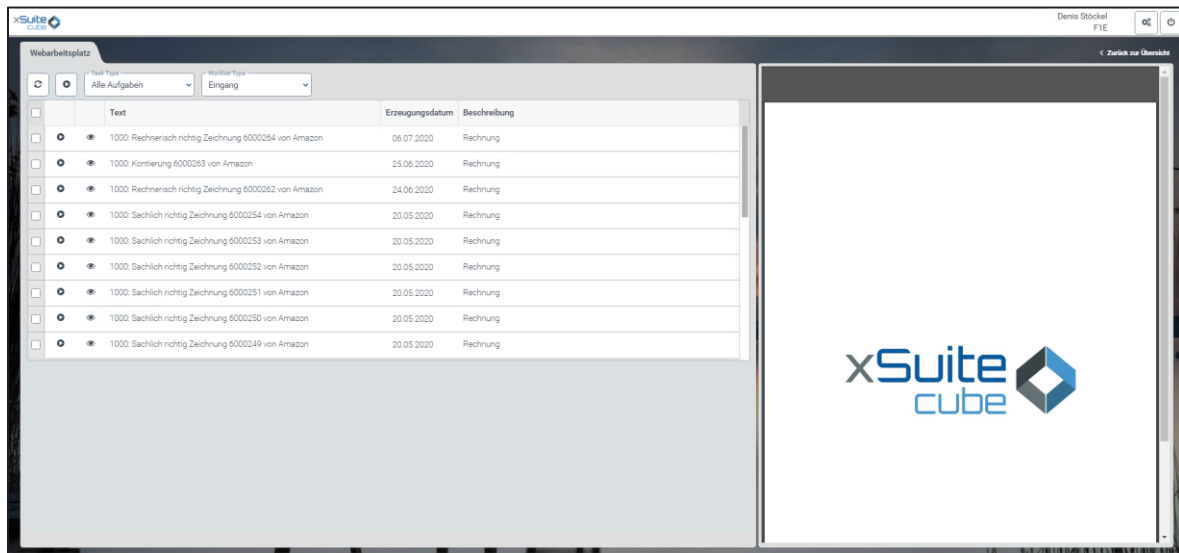 xSuite
cube
Denis Stöckel
F1E
Webarbeitsplatz
< Zurück zur Übersicht
Task Type
Alle Aufgaben
Worklist Type
Eingang
Text Erzeugungsdatum Beschreibung
1000: Rechnerisch richtig Zeichnung 6000264 von Amazon 06.07.2020 Rechnung
1000: Kontierung 6000263 von Amazon 25.06.2020 Rechnung
1000: Rechnerisch richtig Zeichnung 6000262 von Amazon 24.06.2020 Rechnung
1000: Sachlich richtig Zeichnung 6000254 von Amazon 20.05.2020 Rechnung
1000: Sachlich richtig Zeichnung 6000253 von Amazon 20.05.2020 Rechnung
1000: Sachlich richtig Zeichnung 6000252 von Amazon 20.05.2020 Rechnung
1000: Sachlich richtig Zeichnung 6000251 von Amazon 20.05.2020 Rechnung
1000: Sachlich richtig Zeichnung 6000250 von Amazon 20.05.2020 Rechnung
1000: Sachlich richtig Zeichnung 6000249 von Amazon 20.05.2020 Rechnung
xSuite
cube